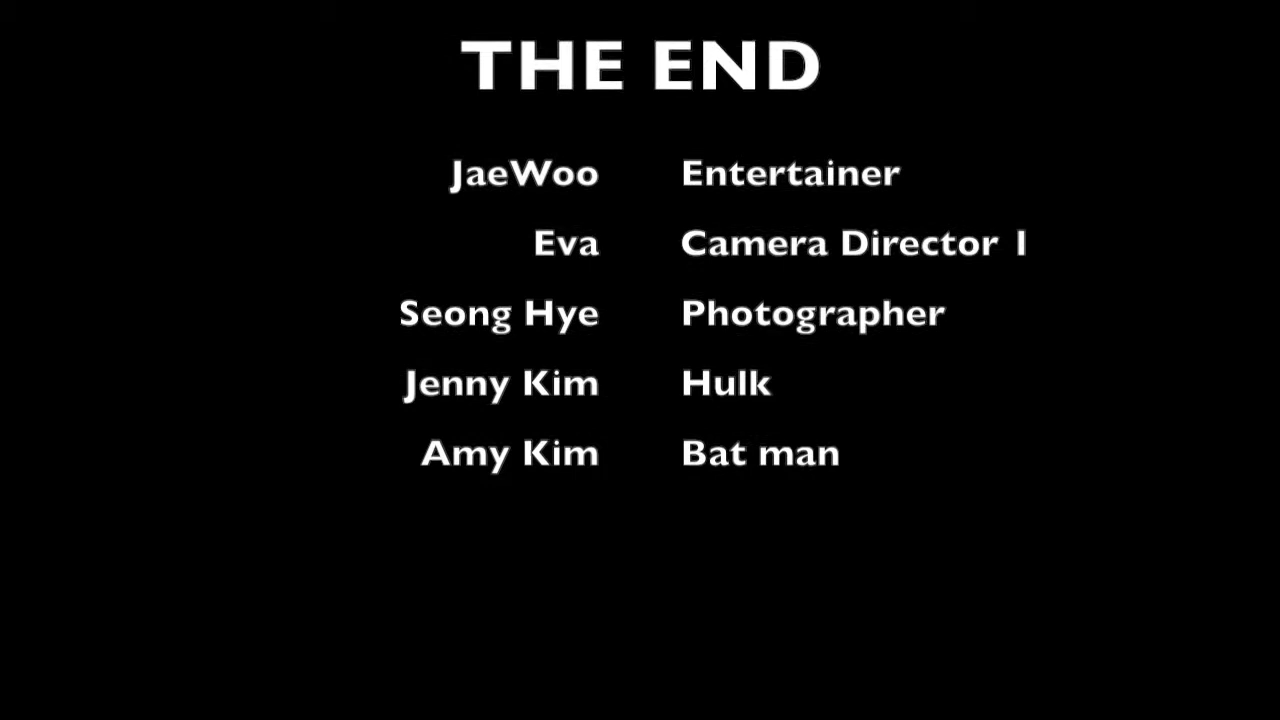 THE END
JaeWoo Entertainer
Eva Camera Director 1
Seong Hye Photographer
Jenny Kim Hulk
Amy Kim Bat man